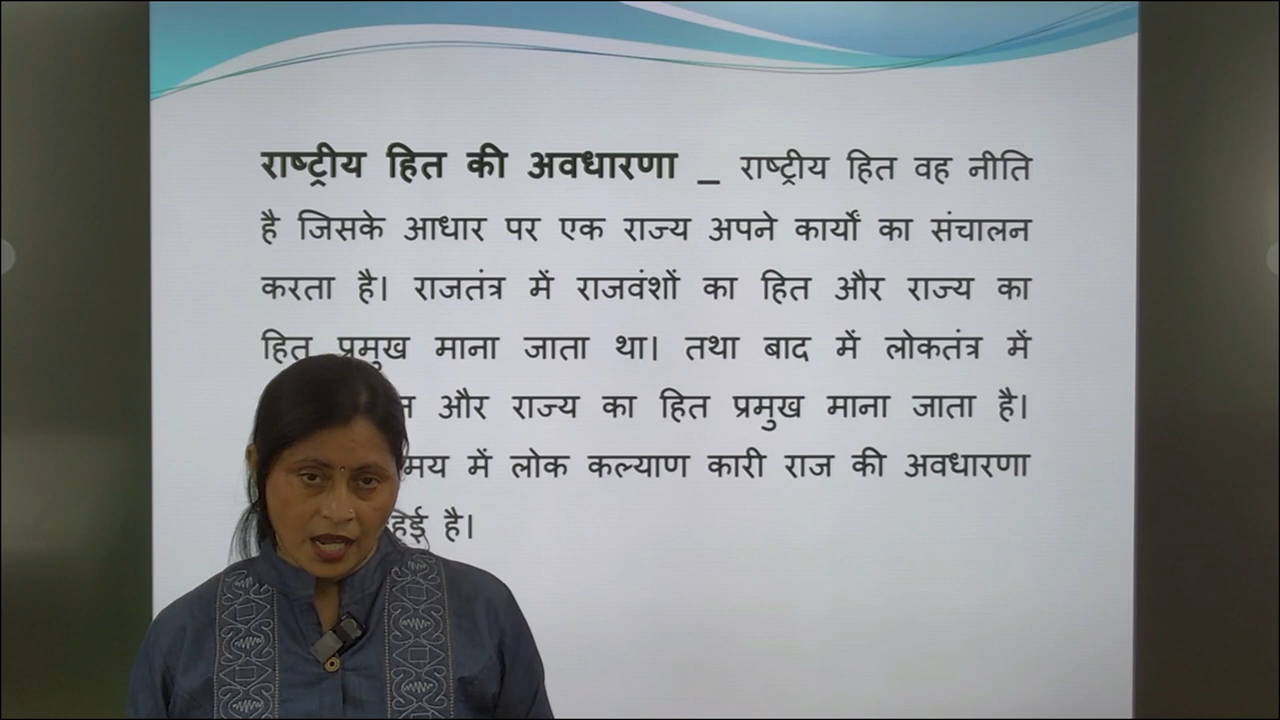 राष्ट्रीय हित की अवधारणा _ राष्ट्रीय हित वह नीति
है जिसके आधार पर एक राज्य अपने कार्यों का संचालन
करता है। राजतंत्र में राजवंशों का हित और राज्य का
हित प्रमुख माना जाता था। तथा बाद में लोकतंत्र में
और राज्य का हित प्रमुख माना जाता है।
में लोक कल्याण कारी राज की अवधारणा
है।